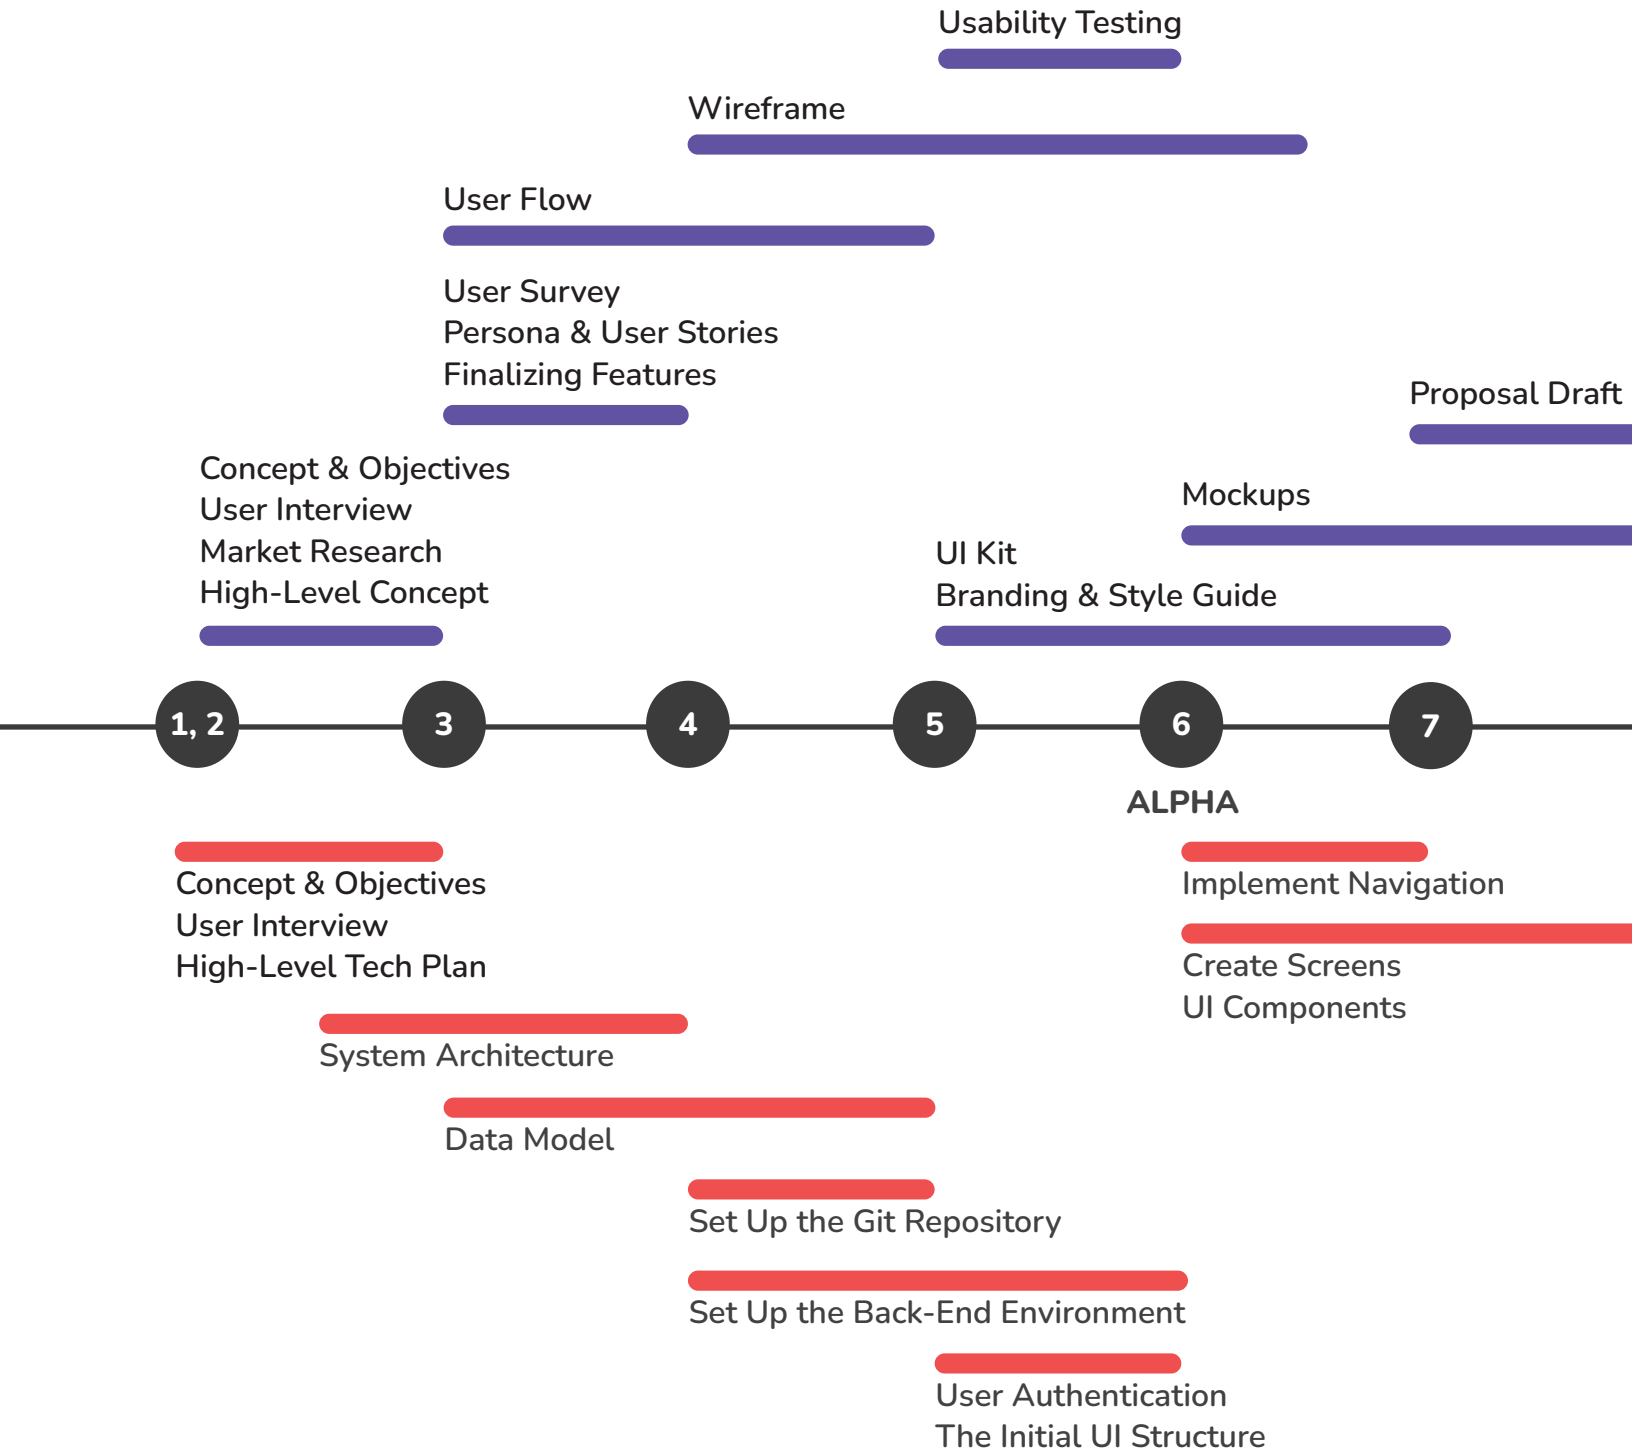 Usability Testing
Wireframe
User Flow
User Survey
Persona & User Stories
Finalizing Features
Proposal Draft
Concept & Objectives
User Interview
Market Research
High-Level Concept
Mockups
UI Kit
Branding & Style Guide
1, 2
3
4
5
6
7
ALPHA
Concept & Objectives
User Interview
High-Level Tech Plan
Implement Navigation
Create Screens
UI Components
System Architecture
Data Model
Set Up the Git Repository
Set Up the Back-End Environment
User Authentication
The Initial UI Structure